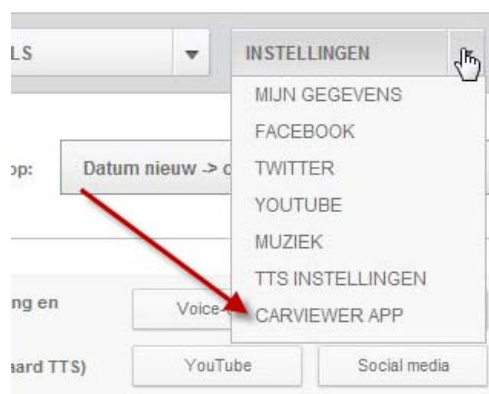 LS
INSTELLINGEN
MIJN GEGEVENS
FACEBOOK
op:
Datum nieuw -> o
TWITTER
YOUTUBE
MUZIEK
TTS INSTELLINGEN
ng en
Voice-
CARVIEWER APP
aard TTS)
YouTube
Social media